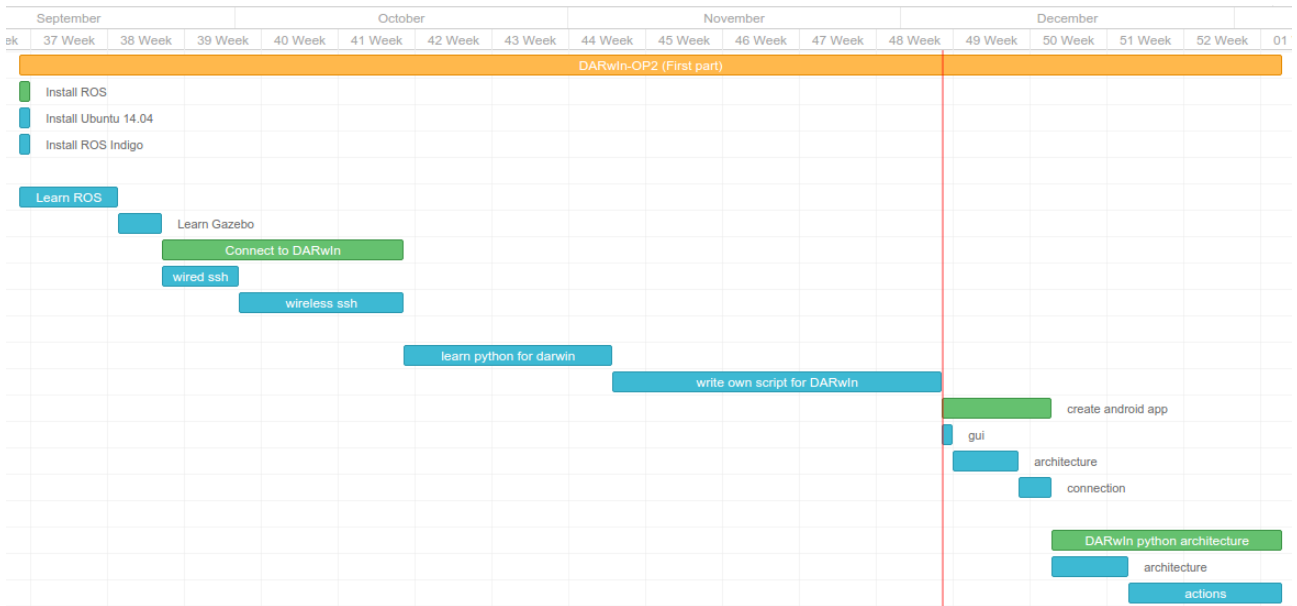 September October November December
ek 37 Week 38 Week 39 Week 40 Week 41 Week 42 Week 43 Week 44 Week 45 Week 46 Week 47 Week 48 Week 49 Week 50 Week 51 Week 52 Week 01
DARwIn-OP2 (First part)
Install ROS
Install Ubuntu 14.04
Install ROS Indigo
Learn ROS
Learn Gazebo
Connect to DARwIn
wired ssh
wireless ssh
learn python for darwin
write own script for DARwIn
create android app
gui
architecture
connection
DARwIn python architecture
architecture
actions